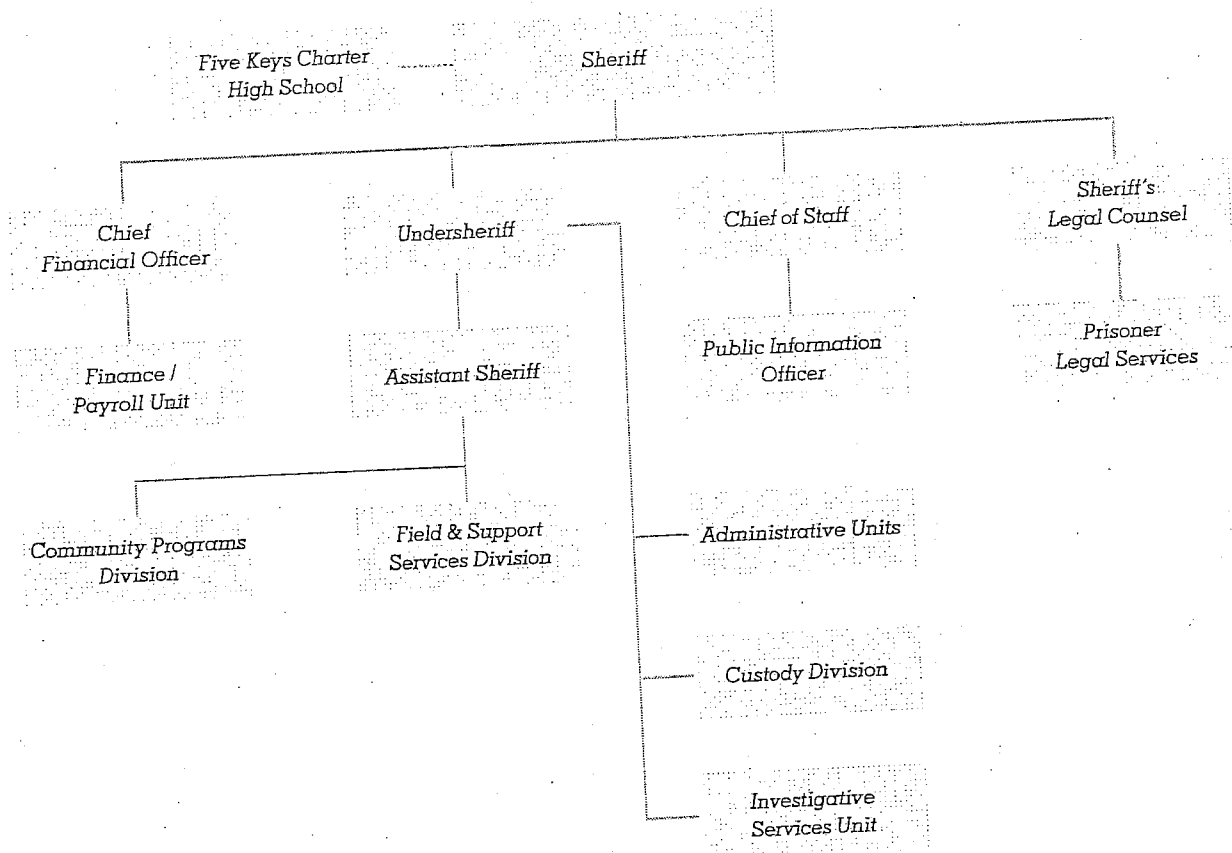 Five Keys Charter
High School
Sheriff
Chief
Financial Officer
Undersheriff
Chief of Staff
Sheriff's
Legal Counsel
Finance /
Payroll Unit
Assistant Sheriff
Public Information
Officer
Prisoner
Legal Services
Community Programs
Division
Field & Support
Services Division
Administrative Units
Custody Division
Investigative
Services Unit